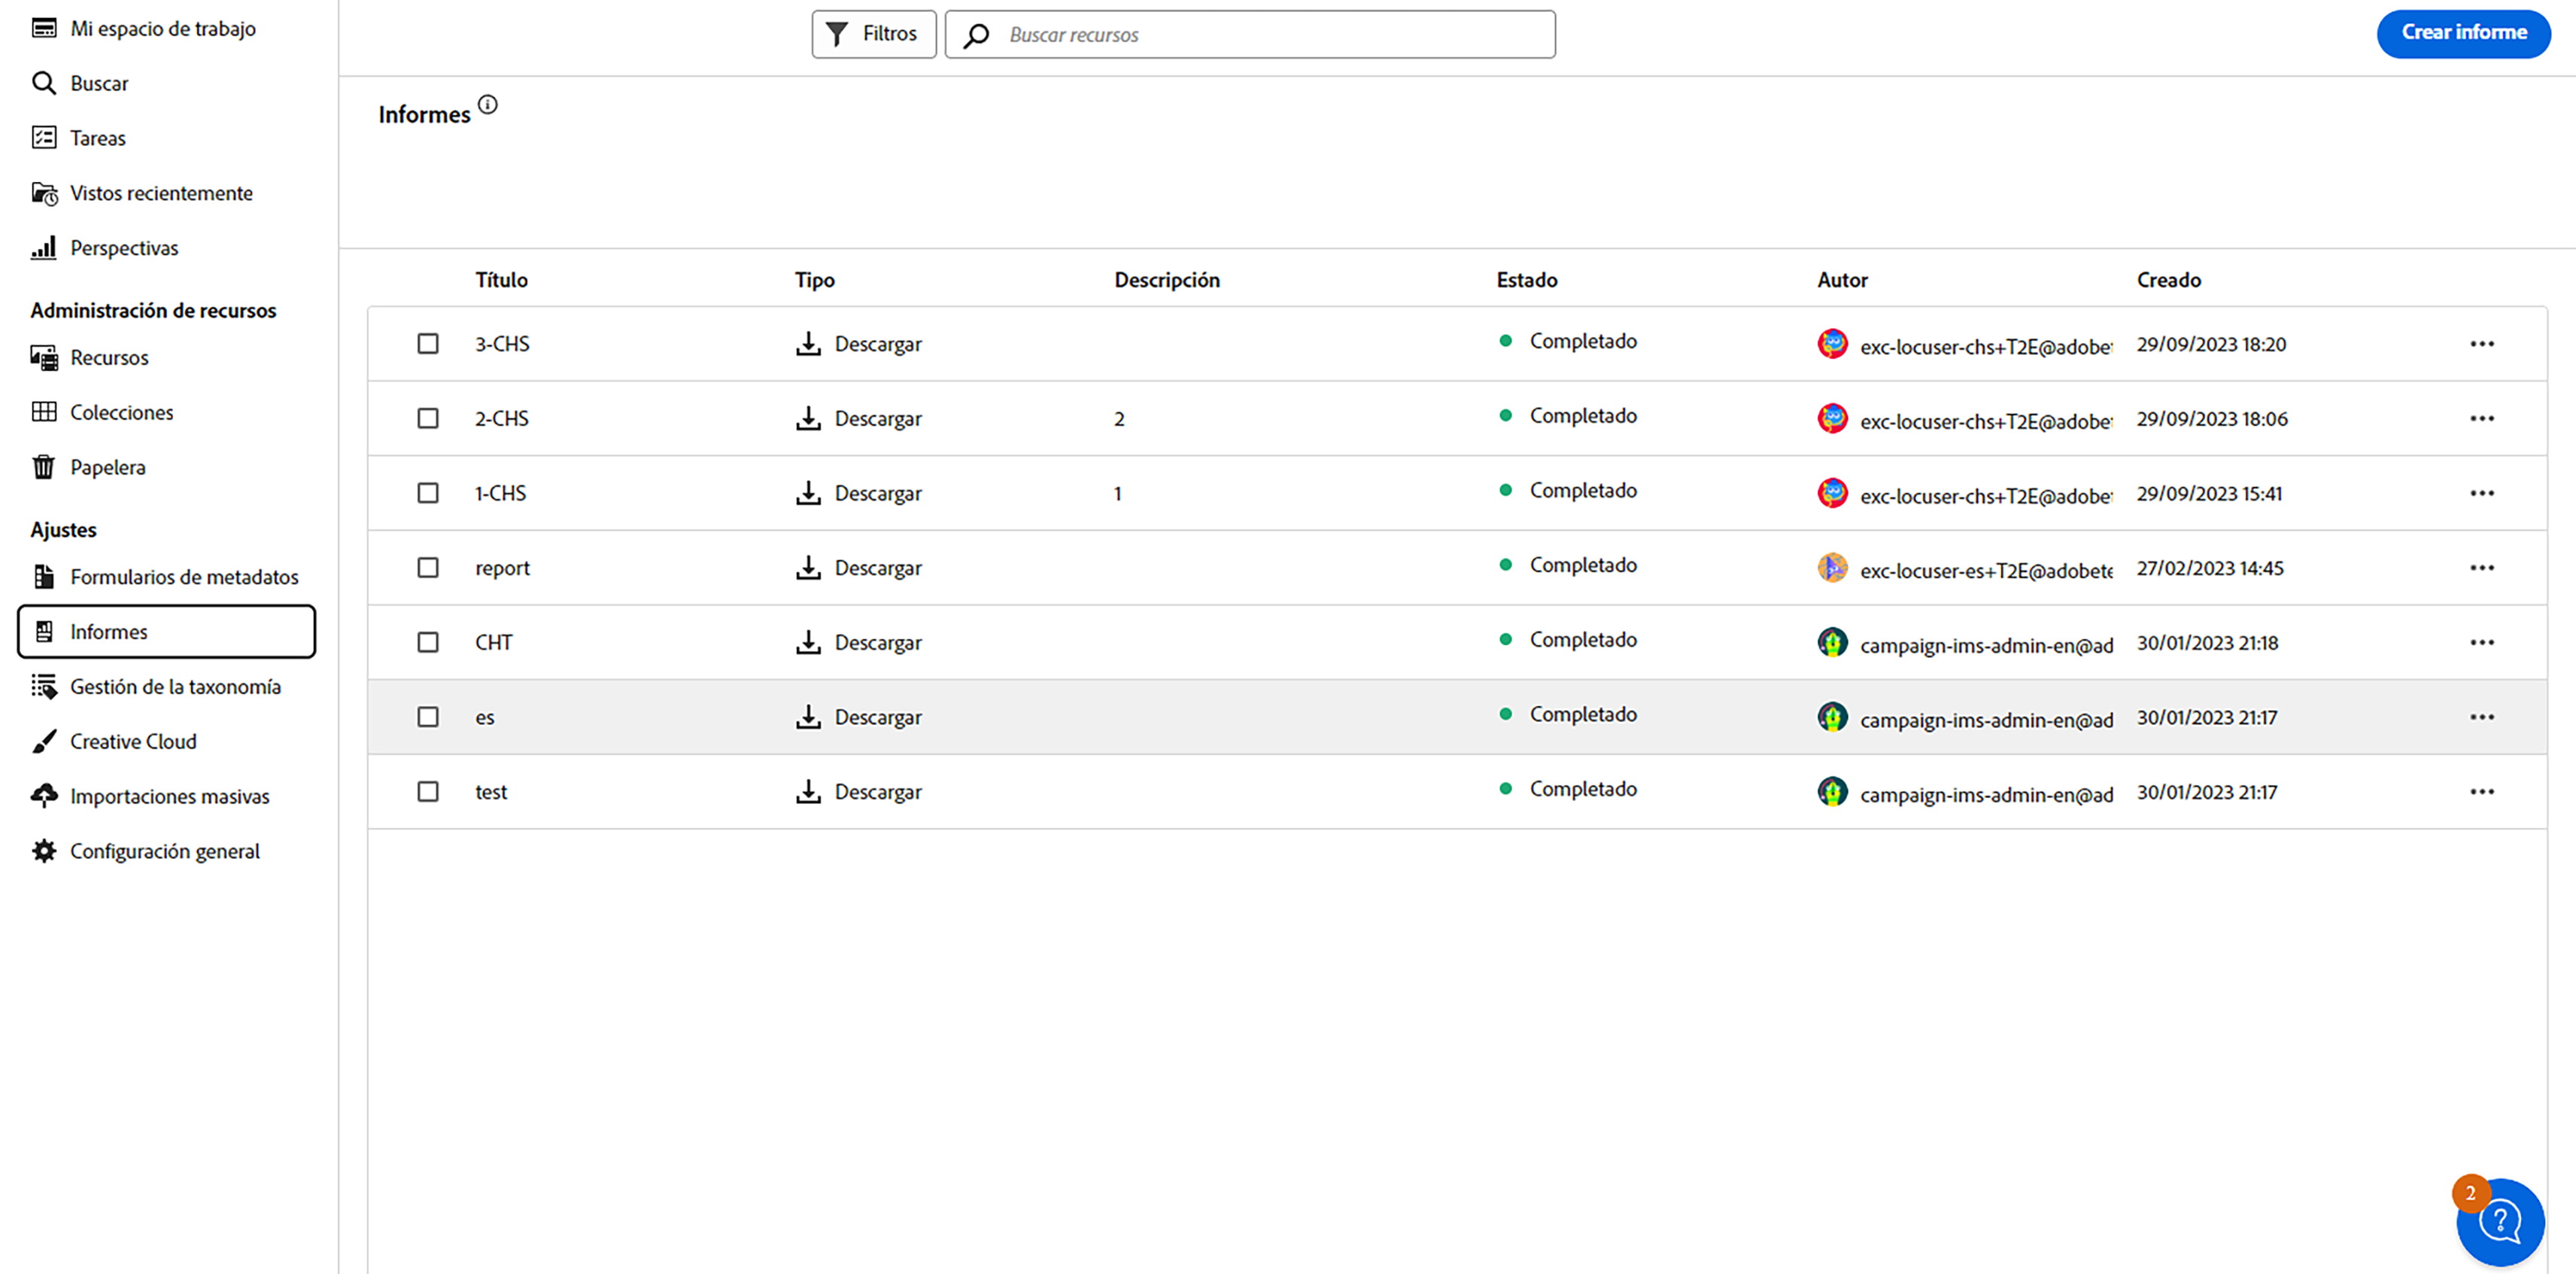 Mi espacio de trabajo
Buscar
Tareas
Vistos recientemente
Perspectivas
Administración de recursos
Recursos
Colecciones
Papelera
Ajustes
Formularios de metadatos
Informes
Gestión de la taxonomía
Creative Cloud
Importaciones masivas
Configuración general
Filtros
Buscar recursos
Crear informe
Informes
Título Tipo Descripción Estado Autor Creado
3-CHS Descargar Completado exc-locuser-chs+T2E@adobe 29/09/2023 18:20
2-CHS Descargar 2 Completado exc-locuser-chs+T2E@adobe 29/09/2023 18:06
1-CHS Descargar 1 Completado exc-locuser-chs+T2E@adobe 29/09/2023 15:41
report Descargar Completado exc-locuser-es+T2E@adobete 27/02/2023 14:45
CHT Descargar Completado campaign-ims-admin-en@ad 30/01/2023 21:18
es Descargar Completado campaign-ims-admin-en@ad 30/01/2023 21:17
test Descargar Completado campaign-ims-admin-en@ad 30/01/2023 21:17
2